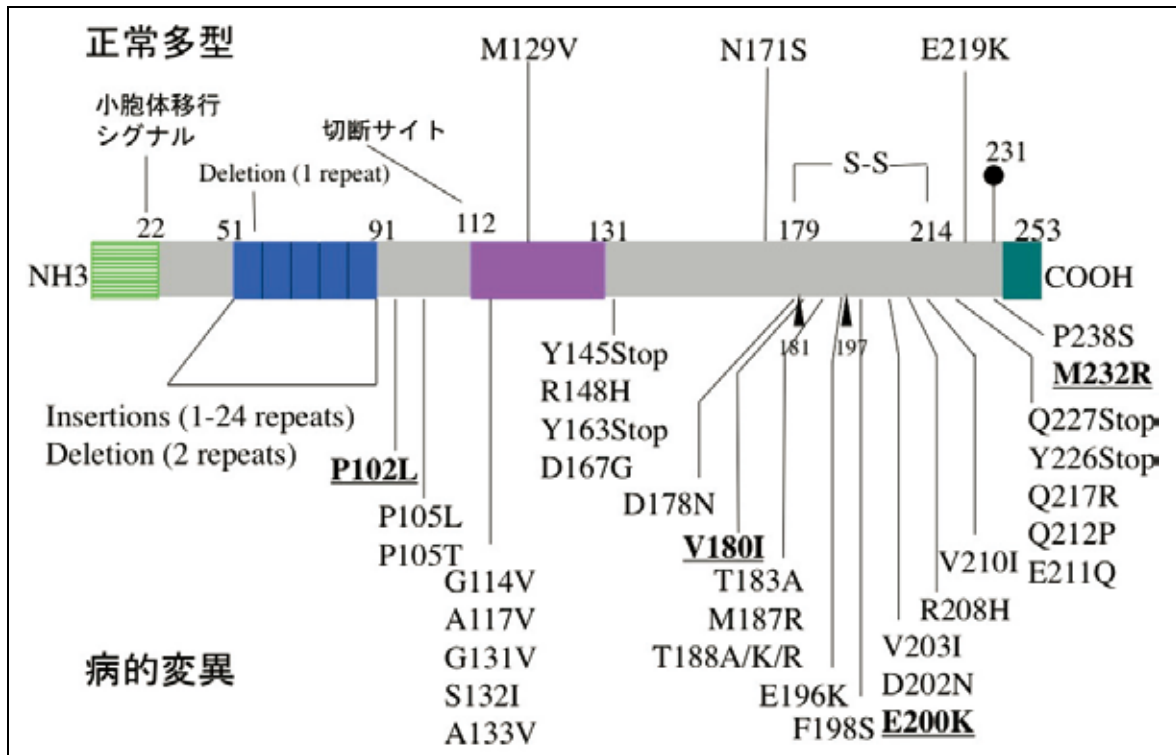 正常多型
M129V
N171S
E219K
小胞体移行
シグナル
切断サイト
Deletion (1 repeat)
S-S
231
22
51
91
112
131
179
214
253
NH3
COOH
181
197
Insertions (1-24 repeats)
Deletion (2 repeats)
P102L
P105L
P105T
G114V
A117V
G131V
S132I
A133V
Y145Stop
R148H
Y163Stop
D167G
D178N
V180I
T183A
M187R
T188A/K/R
E196K
F198S
V203I
D202N
E200K
R208H
V210I
P238S
M232R
Q227Stop
Y226Stop
Q217R
Q212P
E211Q
病的変異